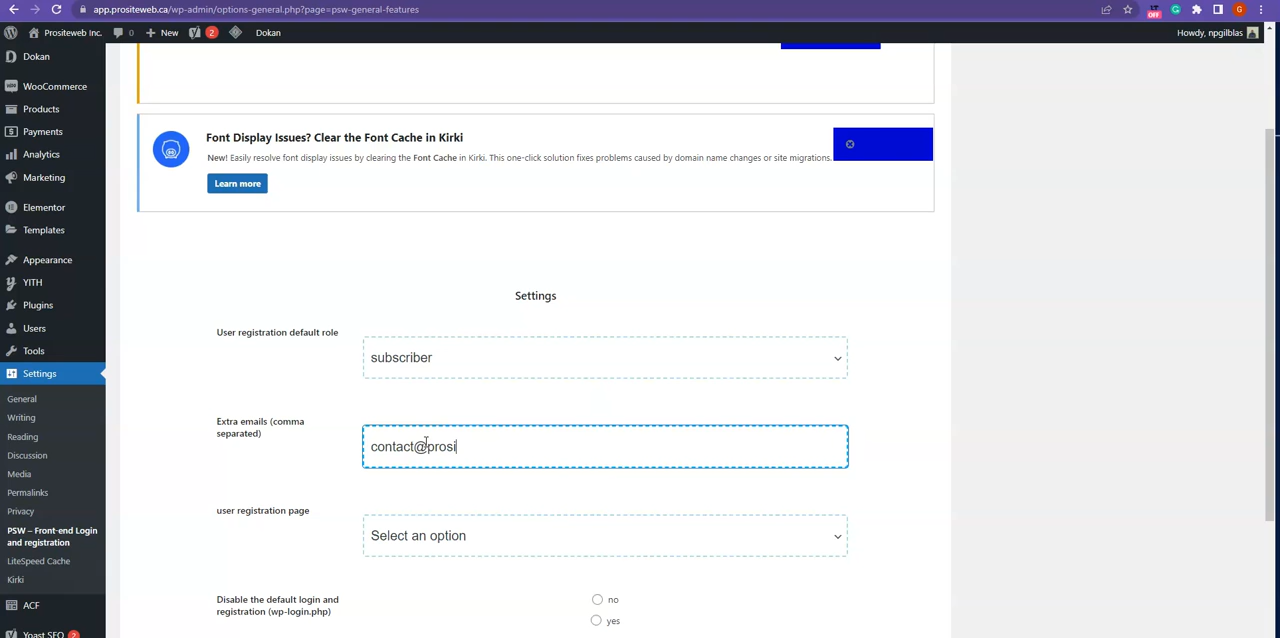 app.prositeweb.ca/wp-admin/options-general.php?page=psw-general-features
OFF
G
Prositeweb Inc.
0
New
2
Dokan
Howdy, npgilblas
Dokan
WooCommerce
Products
Payments
Analytics
Marketing
Elementor
Templates
Appearance
YITH
Plugins
Users
Tools
Settings
General
Writing
Reading
Discussion
Media
Permalinks
Privacy
PSW – Front-end Login
and registration
LiteSpeed Cache
Kirki
ACF
Yoast SEO 2
Font Display Issues? Clear the Font Cache in Kirki
New! Easily resolve font display issues by clearing the Font Cache in Kirki. This one-click solution fixes problems caused by domain name changes or site migrations.
Learn more
Settings
User registration default role
subscriber
Extra emails (comma
separated)
contact@prosi
user registration page
Select an option
Disable the default login and
registration (wp-login.php)
no
yes